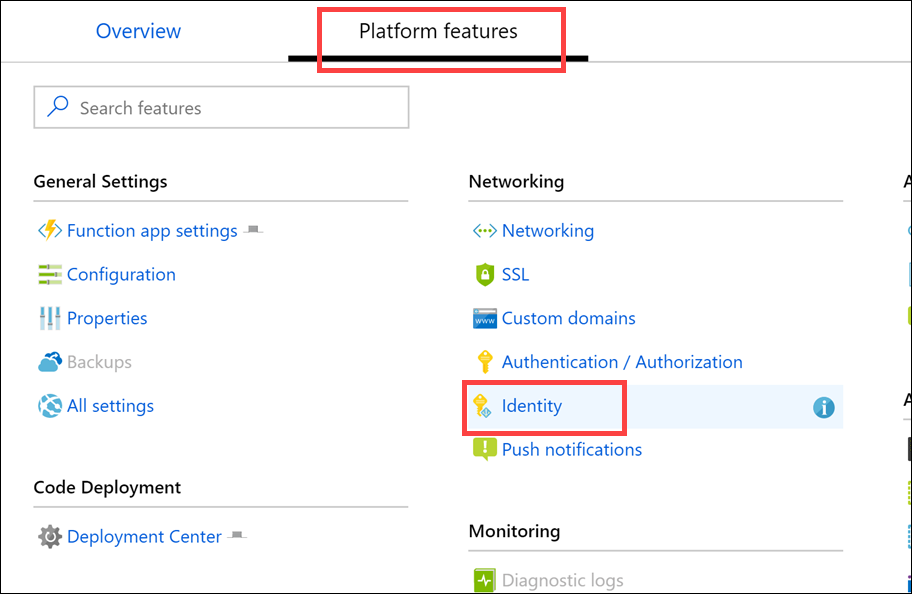 Overview
Platform features
Search features
General Settings
Function app settings
Configuration
Properties
Backups
All settings
Code Deployment
Deployment Center
Networking
Networking
SSL
www
Custom domains
Authentication / Authorization
Identity
Push notifications
Monitoring
Diagnostic logs